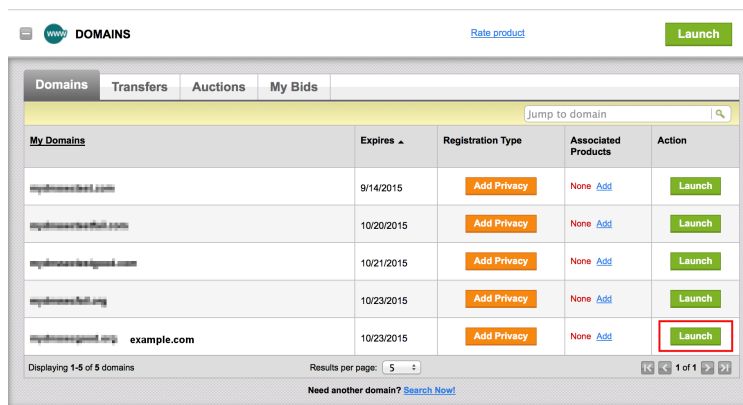 www DOMAINS Rate product Launch
Domains Transfers Auctions My Bids
Jump to domain
My Domains Expires Registration Type Associated Products Action
9/14/2015 Add Privacy None Add Launch
10/20/2015 Add Privacy None Add Launch
10/21/2015 Add Privacy None Add Launch
10/23/2015 Add Privacy None Add Launch
example.com 10/23/2015 Add Privacy None Add Launch
Displaying 1-5 of 5 domains Results per page: 5 1 of 1
Need another domain? Search Now!